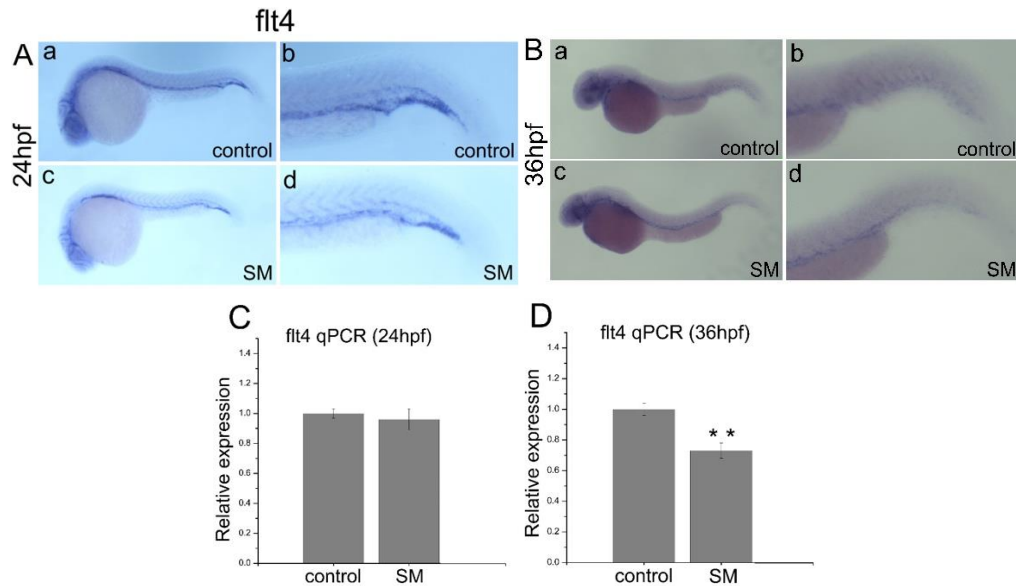 flt4
A
24hpf
a
control
b
control
c
SM
d
SM
B
36hpf
a
control
b
control
c
SM
d
SM
C
flt4 qPCR (24hpf)
Relative expression
1.4
1.2
1.0
0.8
0.6
0.4
0.2
0.0
control SM
D
flt4 qPCR (36hpf)
Relative expression
1.4
1.2
1.0
0.8
0.6
0.4
0.2
0.0
* *
control SM